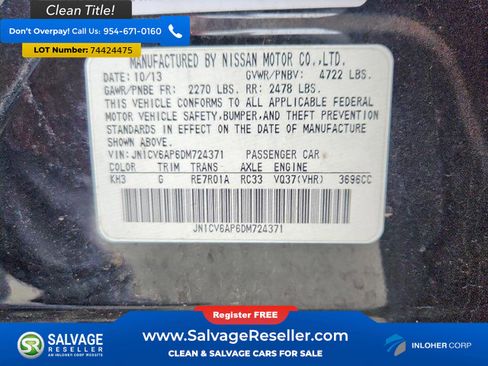 Clean Title!
Don't Overpay! Call Us: 954-671-0160
Lot Number: 74424475
MANUFACTURED BY NISSAN MOTOR CO.,LTD.
DATE: 10/13 GVWR/PNBV: 4722 LBS.
GAWR/PNBE FR: 2270 LBS. RR: 2478 LBS.
THIS VEHICLE CONFORMS TO ALL APPLICABLE FEDERAL
MOTOR VEHICLE SAFETY, BUMPER, AND THEFT PREVENTION
STANDARDS IN EFFECT ON THE DATE OF MANUFACTURE
SHOWN ABOVE.
VIN: JN1CV6AP6DM724371 PASSENGER CAR
COLOR TRIM TRANS AXLE ENGINE
KH3 G RE7R01A RC33 VQ37(VHR) 3696CC
JN1CV6AP6DM724371
Register FREE
SALVAGE
RESELLER
AN INLOHER CORP WEBSITE
www.SalvageReseller.com
CLEAN & SALVAGE CARS FOR SALE
INLOHER CORP